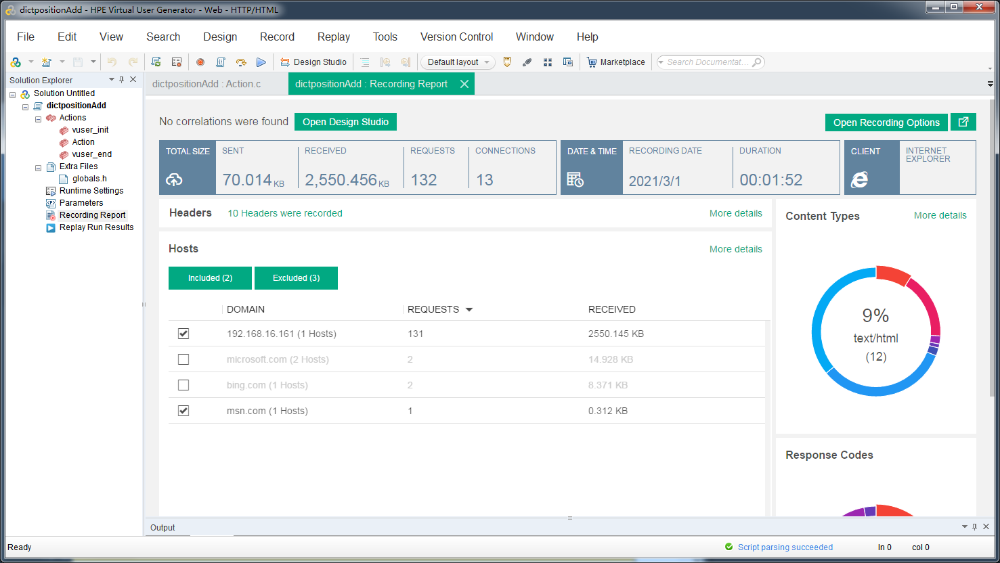 dictpositionAdd - HPE Virtual User Generator - Web - HTTP/HTML
File Edit View Search Design Record Replay Tools Version Control Window Help
Design Studio Default layout Marketplace Search Documentat...
Solution Explorer
Solution Untitled
dictpositionAdd
Actions
vuser_init
Action
vuser_end
Extra Files
globals.h
Runtime Settings
Parameters
Recording Report
Replay Run Results
dictpositionAdd : Action.c
dictpositionAdd : Recording Report
No correlations were found Open Design Studio
Open Recording Options
TOTAL SIZE
SENT
70.014 KB
RECEIVED
2,550.456 KB
REQUESTS
132
CONNECTIONS
13
DATE & TIME
RECORDING DATE
2021/3/1
DURATION
00:01:52
CLIENT
INTERNET
EXPLORER
Headers 10 Headers were recorded More details
Hosts More details
Included (2) Excluded (3)
DOMAIN REQUESTS RECEIVED
192.168.16.161 (1 Hosts) 131 2550.145 KB
microsoft.com (2 Hosts) 2 14.928 KB
bing.com (1 Hosts) 2 8.371 KB
msn.com (1 Hosts) 1 0.312 KB
Content Types More details
9%
text/html
(12)
Response Codes
Output
Ready Script parsing succeeded ln 0 col 0